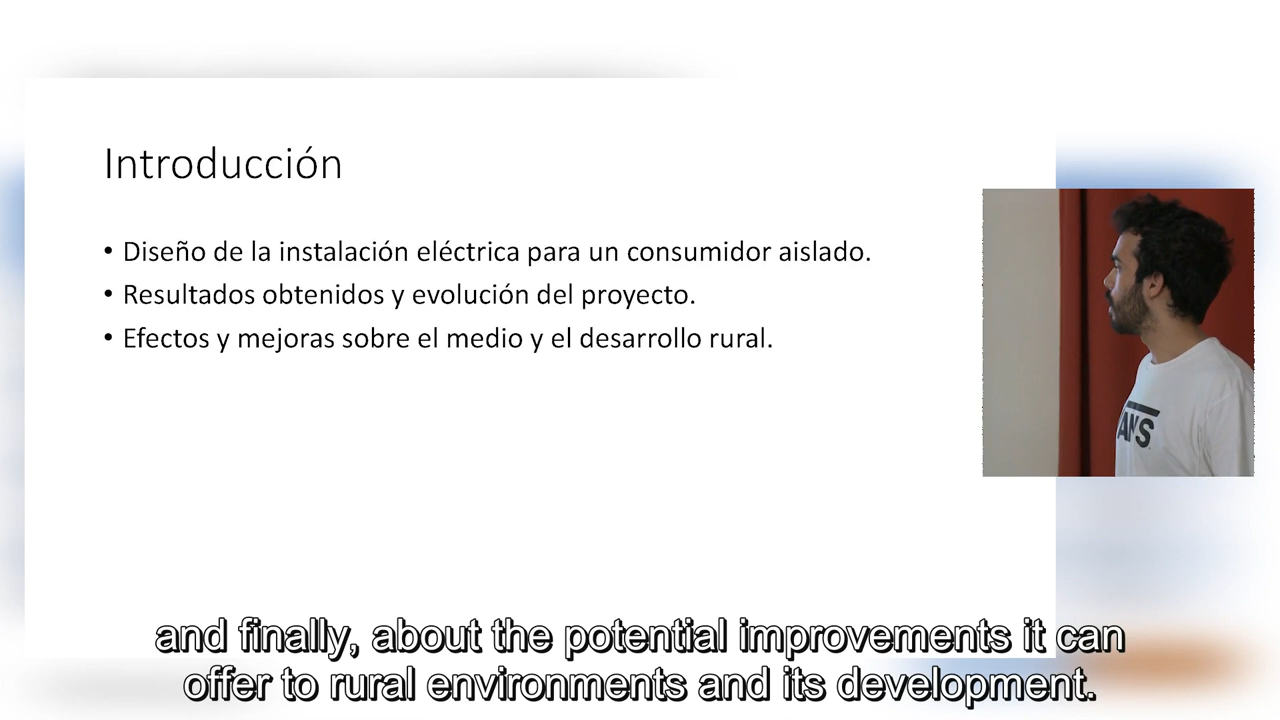 Introducción
• Diseño de la instalación eléctrica para un consumidor aislado.
• Resultados obtenidos y evolución del proyecto.
• Efectos y mejoras sobre el medio y el desarrollo rural.
VANS
and finally, about the potential improvements it can
offer to rural environments and its development.